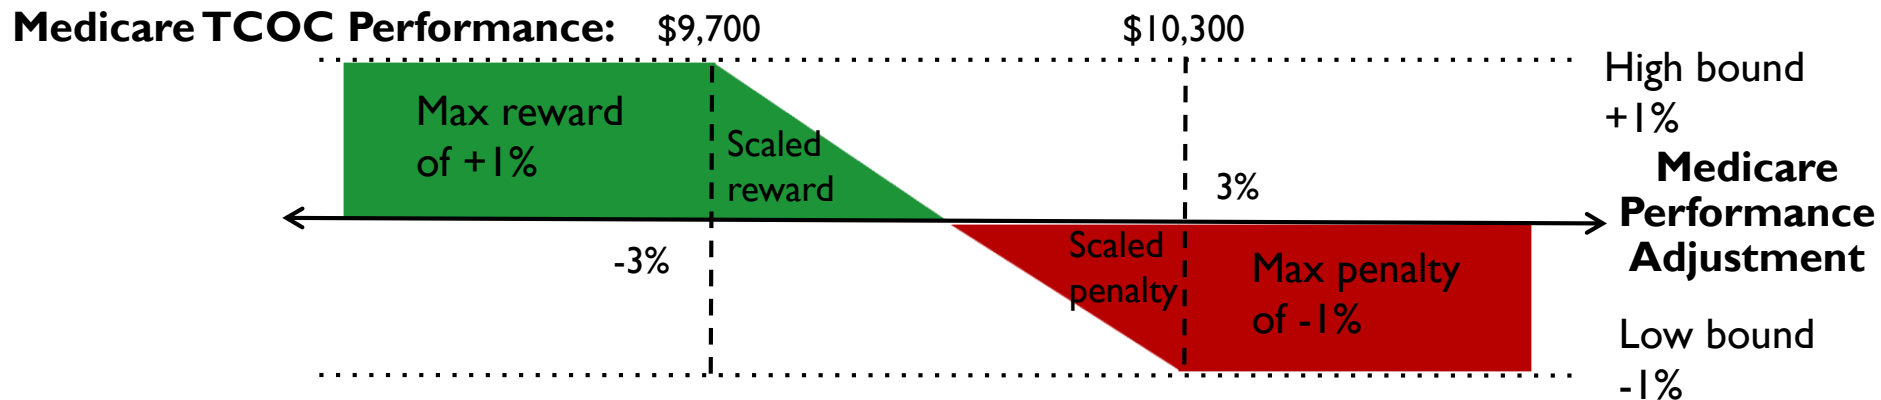 Medicare TCOC Performance:
$9,700
$10,300
High bound
+1%
Max reward
of +1%
Scaled
reward
3%
Medicare
Performance
Adjustment
-3%
Scaled
penalty
Max penalty
of -1%
Low bound
-1%